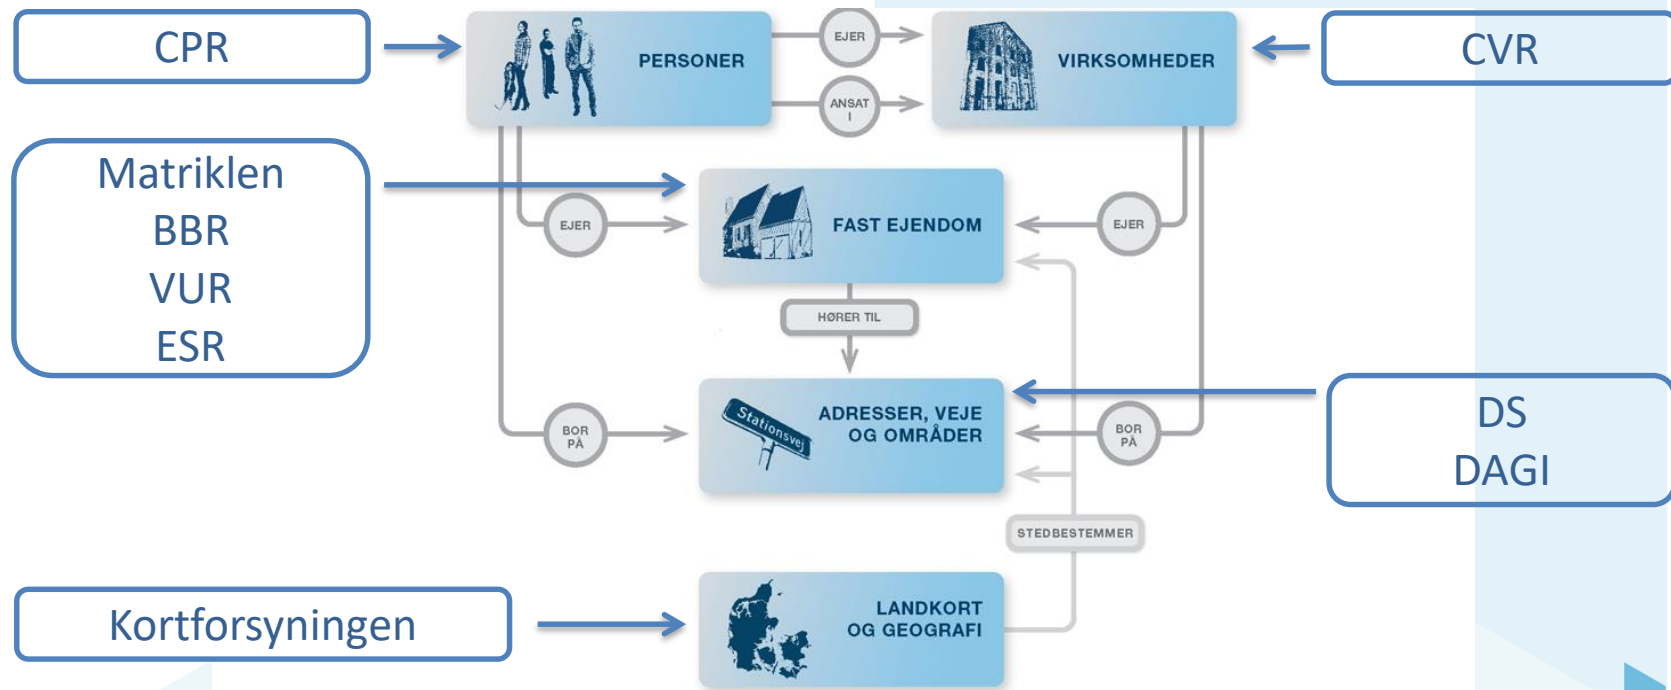 CPR
PERSONER
EJER
ANSAT
I
VIRKSOMHEDER
CVR
Matriklen
BBR
VUR
ESR
EJER
FAST EJENDOM
EJER
HØRER TIL
BOR
PÅ
Stationsvej
ADRESSER, VEJE
OG OMRÅDER
BOR
PÅ
DS
DAGI
STEDBESTEMMER
Kortforsyningen
LANDKORT
OG GEOGRAFI